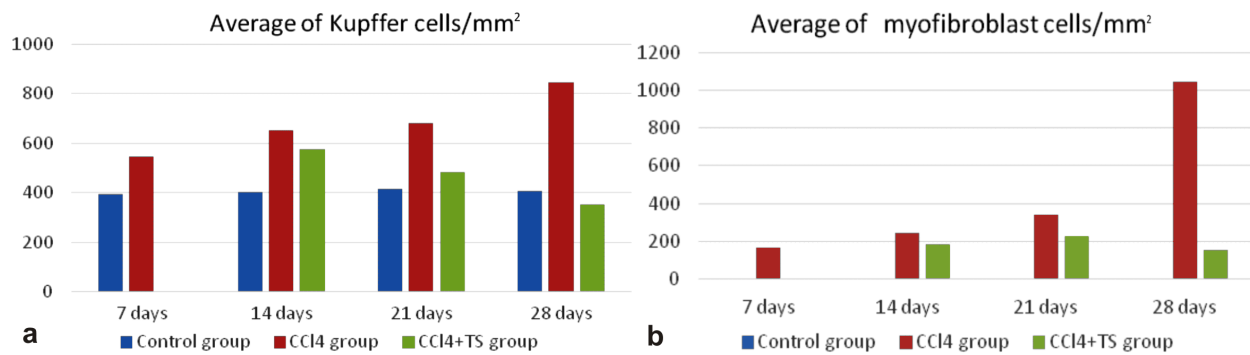 Average of Kupffer cells/mm²
1000
800
600
400
200
0
7 days 14 days 21 days 28 days
a Control group CCl4 group CCl4+TS group
Average of myofibroblast cells/mm²
1200
1000
800
600
400
200
0
7 days 14 days 21 days 28 days
b Control group CCl4 group CCl4+TS group